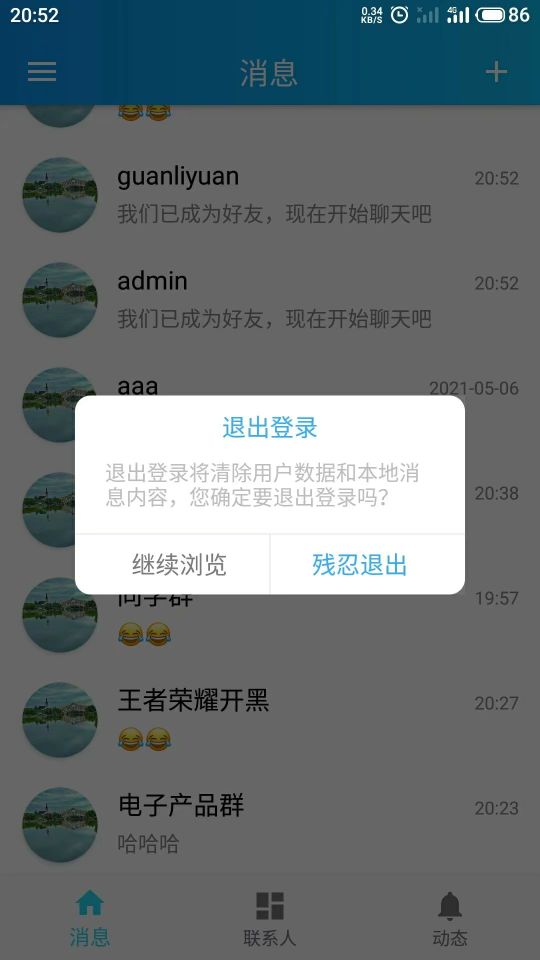 20:52
0.34
KB/S
4G
86
消息
guanliyuan
20:52
我们已成为好友，现在开始聊天吧
admin
20:52
我们已成为好友，现在开始聊天吧
aaa
2021-05-06
退出登录
退出登录将清除用户数据和本地消
息内容，您确定要退出登录吗？
20:38
继续浏览
残忍退出
同学群
19:57
王者荣耀开黑
20:27
电子产品群
20:23
哈哈哈
消息
联系人
动态